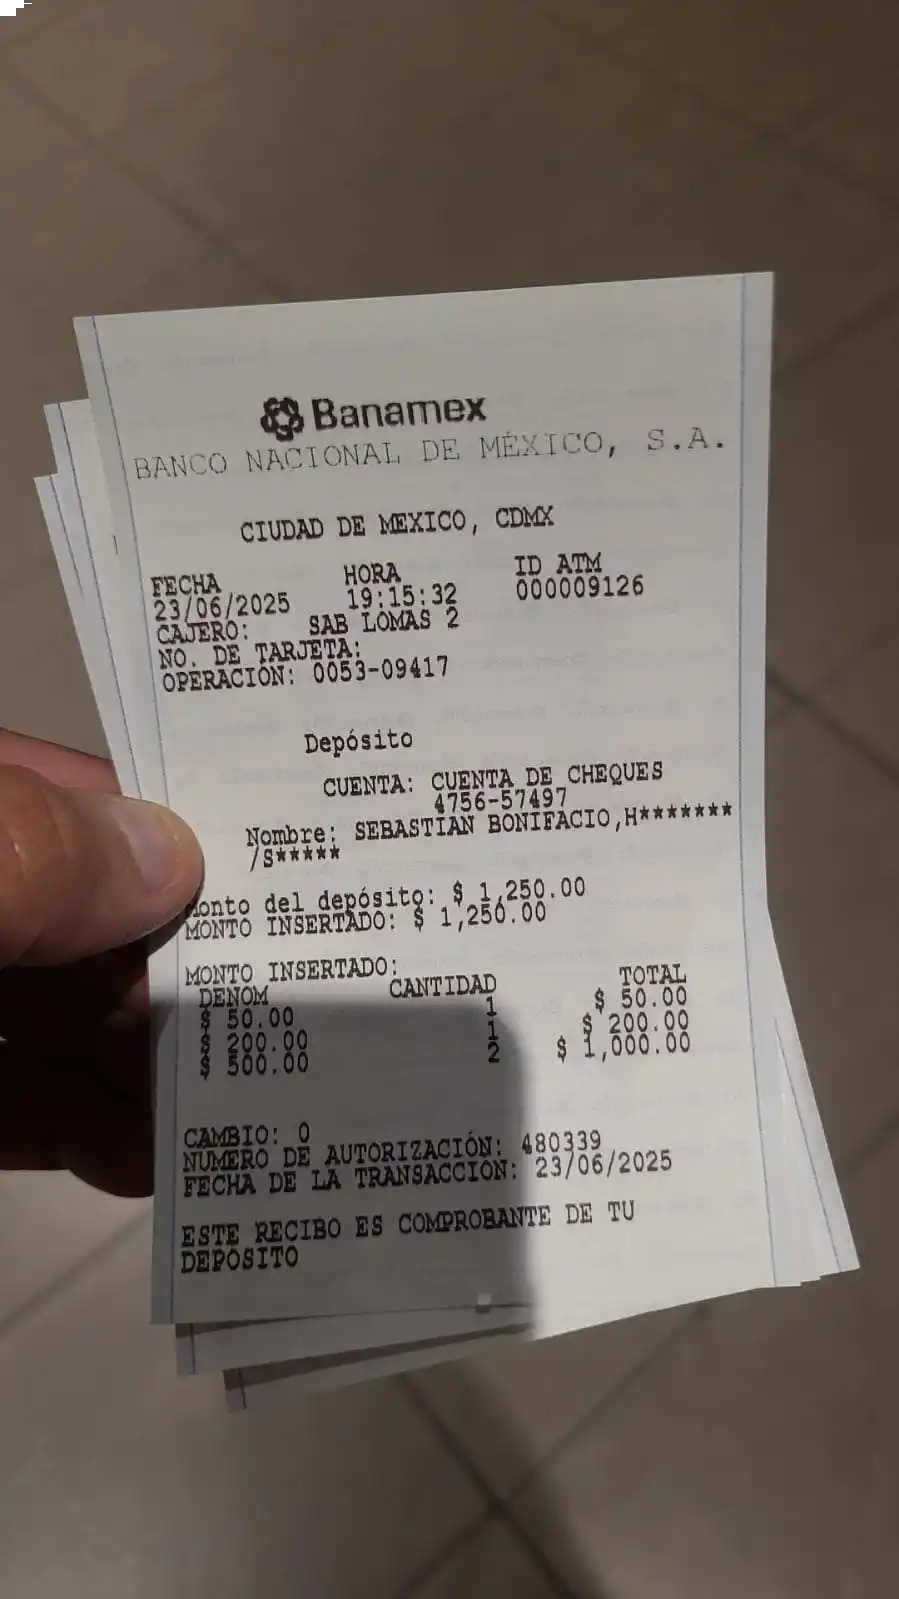 Banamex
BANCO NACIONAL DE MÉXICO, S.A.
CIUDAD DE MEXICO, CDMX
FECHA HORA ID ATM
23/06/2025 19:15:32 000009126
CAJERO: SAB LOMAS 2
NO. DE TARJETA:
OPERACIÓN: 0053-09417
Depósito
CUENTA: CUENTA DE CHEQUES
4756-57497
Nombre: SEBASTIAN BONIFACIO,H*******
/S*****
Monto del depósito: $ 1,250.00
MONTO INSERTADO: $ 1,250.00
MONTO INSERTADO:
DENOM CANTIDAD TOTAL
$ 50.00 1 $ 50.00
$ 200.00 1 $ 200.00
$ 500.00 2 $ 1,000.00
CAMBIO: 0
NUMERO DE AUTORIZACIÓN: 480339
FECHA DE LA TRANSACCIÓN: 23/06/2025
ESTE RECIBO ES COMPROBANTE DE TU
DEPÓSITO